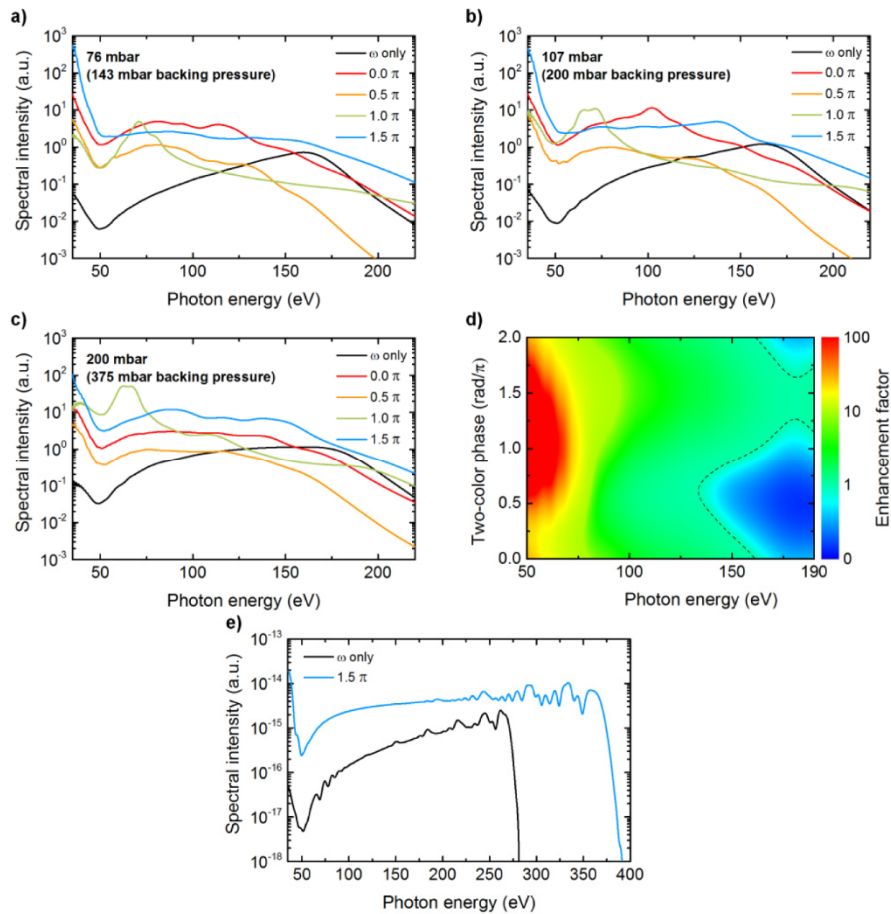 a)
76 mbar
(143 mbar backing pressure)
ω only
0.0 π
0.5 π
1.0 π
1.5 π
10³
10²
10¹
10⁰
10⁻¹
10⁻²
10⁻³
Spectral intensity (a.u.)
50 100 150 200
Photon energy (eV)
b)
107 mbar
(200 mbar backing pressure)
ω only
0.0 π
0.5 π
1.0 π
1.5 π
10³
10²
10¹
10⁰
10⁻¹
10⁻²
10⁻³
Spectral intensity (a.u.)
50 100 150 200
Photon energy (eV)
c)
200 mbar
(375 mbar backing pressure)
ω only
0.0 π
0.5 π
1.0 π
1.5 π
10³
10²
10¹
10⁰
10⁻¹
10⁻²
10⁻³
Spectral intensity (a.u.)
50 100 150 200
Photon energy (eV)
d)
2.0
1.5
1.0
0.5
0.0
Two-color phase (rad/π)
50 100 150 190
Photon energy (eV)
100
10
1
0
Enhancement factor
e)
ω only
1.5 π
10⁻¹³
10⁻¹⁴
10⁻¹⁵
10⁻¹⁶
10⁻¹⁷
10⁻¹⁸
Spectral intensity (a.u.)
50 100 150 200 250 300 350 400
Photon energy (eV)